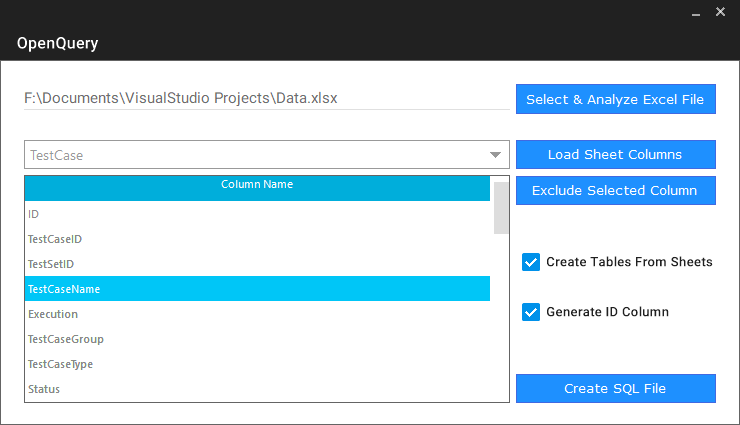 OpenQuery
F:\Documents\VisualStudio Projects\Data.xlsx
Select & Analyze Excel File
TestCase
Load Sheet Columns
Column Name
Exclude Selected Column
ID
TestCaseID
TestSetID
Create Tables From Sheets
TestCaseName
Execution
Generate ID Column
TestCaseGroup
TestCaseType
Status
Create SQL File